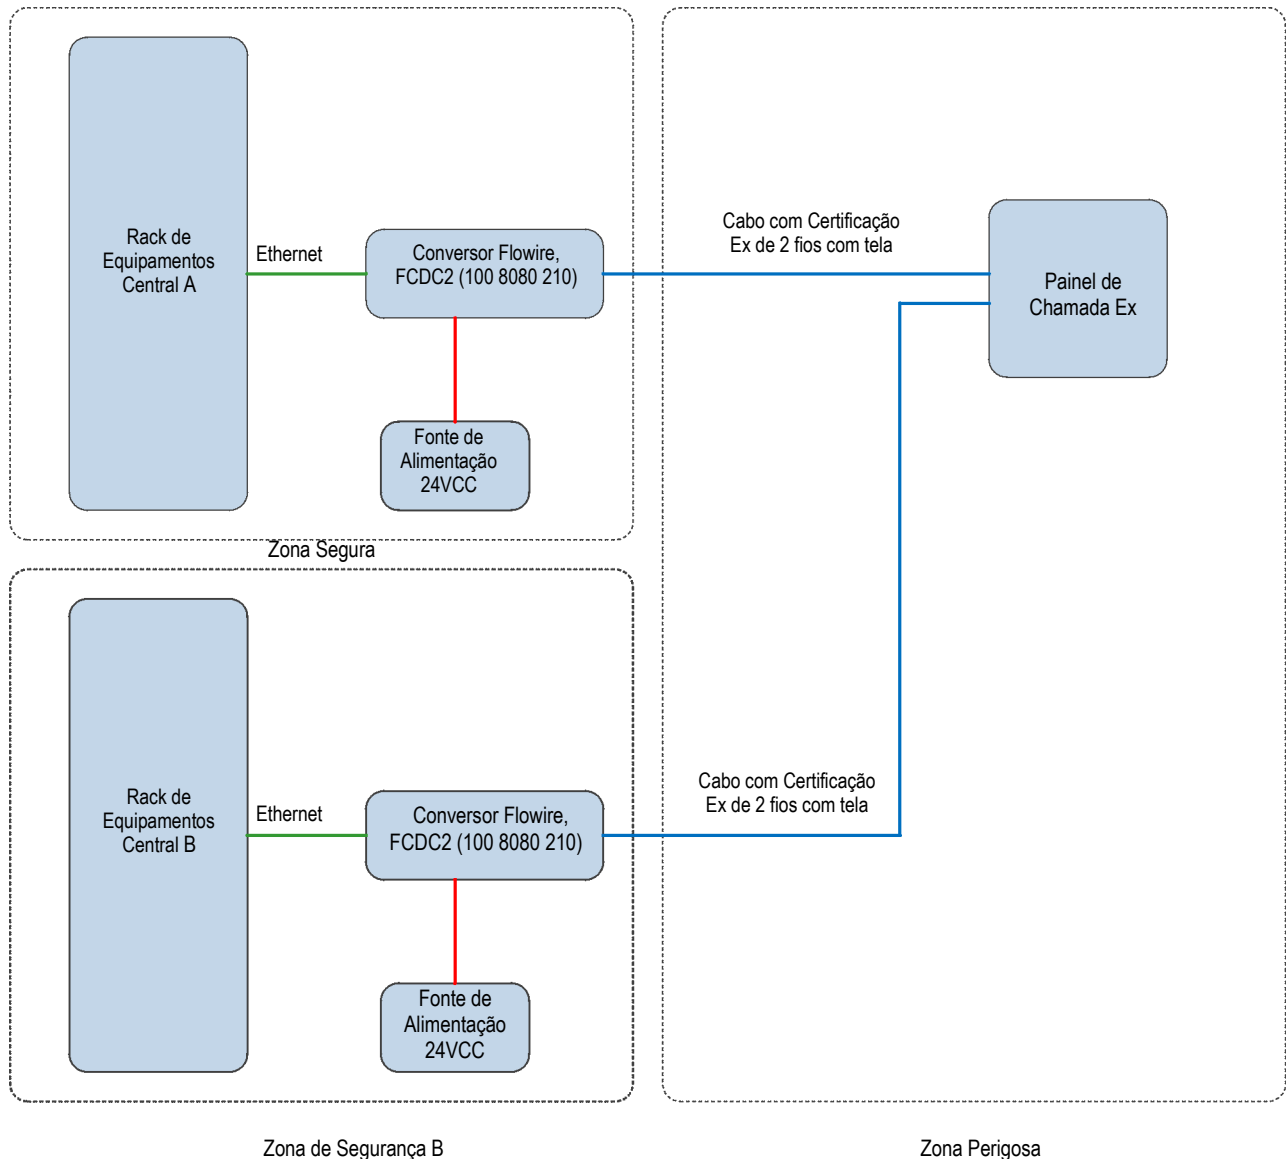 Rack de
Equipamentos
Central A
Ethernet
Conversor Flowire,
FCDC2 (100 8080 210)
Fonte de
Alimentação
24VCC
Cabo com Certificação
Ex de 2 fios com tela
Painel de
Chamada Ex
Zona Segura
Rack de
Equipamentos
Central B
Ethernet
Conversor Flowire,
FCDC2 (100 8080 210)
Fonte de
Alimentação
24VCC
Cabo com Certificação
Ex de 2 fios com tela
Zona de Segurança B
Zona Perigosa